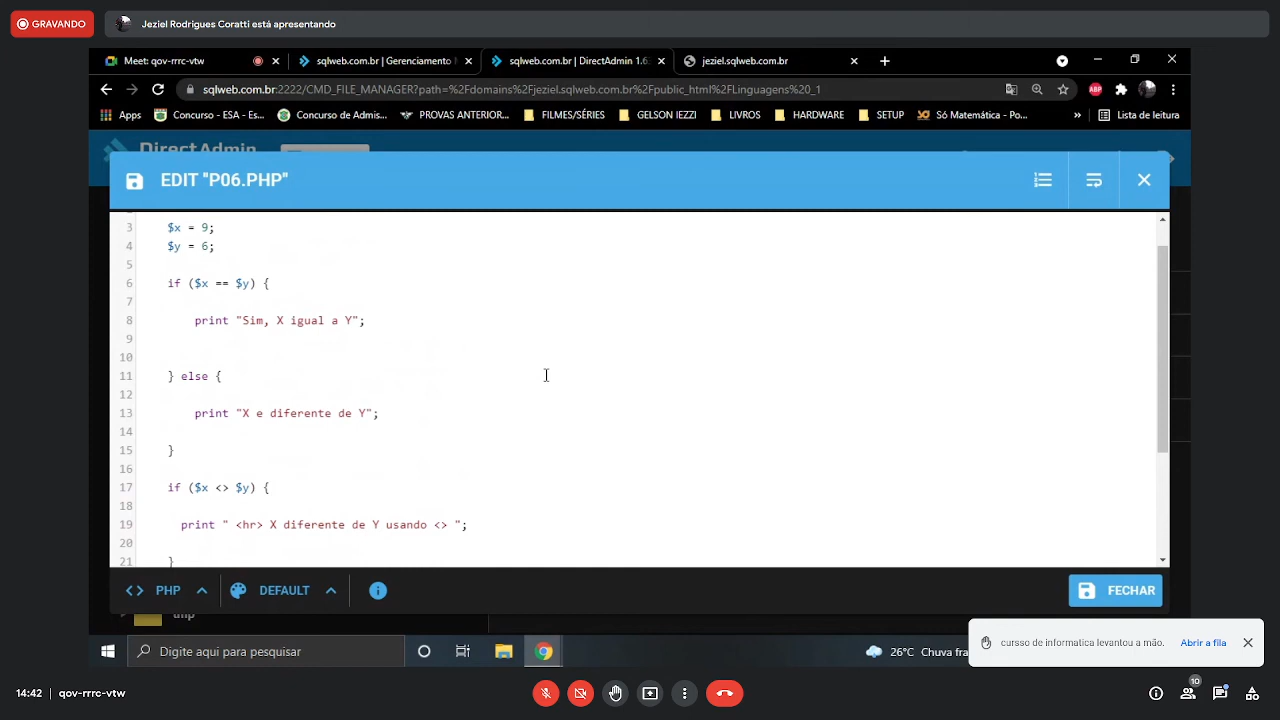 GRAVANDO
Jeziel Rodrigues Coratti está apresentando
Meet: qov-rrrc-vtw
sqlweb.com.br | Gerenciamento
sqlweb.com.br | DirectAdmin 1.6
jeziel.sqlweb.com.br
sqlweb.com.br:2222/CMD_FILE_MANAGER?path=%2Fdomains%2Fjeziel.sqlweb.com.br%2Fpublic_html%2FLinguagens%20_1
ABP
Apps
Concurso - ESA - Es...
Concurso de Admis...
PROVAS ANTERIOR...
FILMES/SÉRIES
GELSON IEZZI
LIVROS
HARDWARE
SETUP
Só Matemática - Po...
»
Lista de leitura
DirectAdmin
EDIT "P06.PHP"
3 $x = 9;
4 $y = 6;
5
6 if ($x == $y) {
7
8 print "Sim, X igual a Y";
9
10
11 } else {
12
13 print "X e diferente de Y";
14
15 }
16
17 if ($x <> $y) {
18
19 print " <hr> X diferente de Y usando <> ";
20
21 }
<> PHP
DEFAULT
FECHAR
Digite aqui para pesquisar
26°C Chuva fra
cursso de informatica levantou a mão.
Abrir a fila
14:42 | qov-rrrc-vtw
10